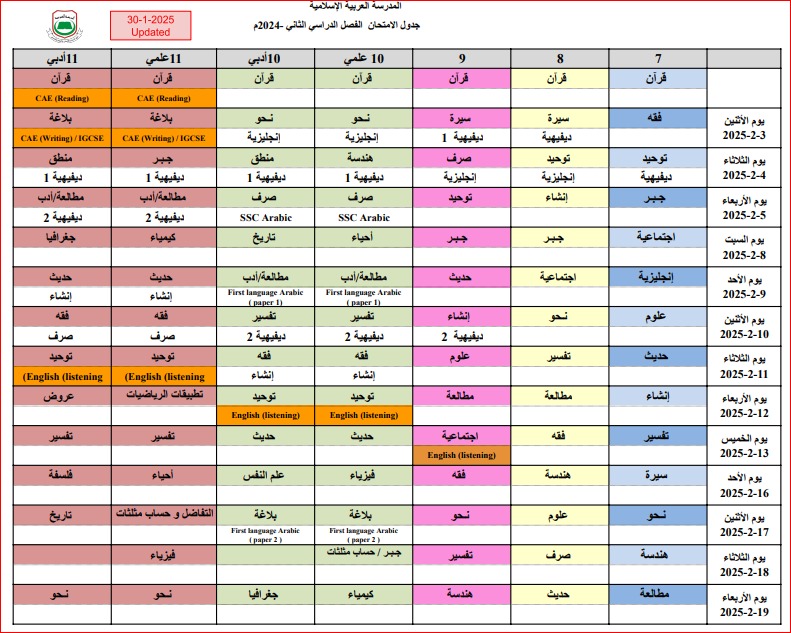 المدرسة العربية الإسلامية
جدول الامتحان الفصل الدراسي الثاني -2024م
30-1-2025
Updated
7 8 9 10 علمي 10أدبي 11علمي 11أدبي
قرآن قرآن قرآن قرآن قرآن قرآن قرآن
CAE (Reading) CAE (Reading)
يوم الأثنين فقه سيرة سيرة نحو نحو بلاغة بلاغة
2025-2-3 ديفيهية ديفيهية 1 إنجليزية إنجليزية CAE (Writing) / IGCSE CAE (Writing) / IGCSE
يوم الثلاثاء توحيد توحيد صرف هندسة منطق جبر منطق
2025-2-4 ديفيهية إنجليزية إنجليزية ديفيهية 1 ديفيهية 1 ديفيهية 1 ديفيهية 1
يوم الأربعاء جبر إنشاء توحيد صرف صرف مطالعة/أدب مطالعة/أدب
2025-2-5 SSC Arabic SSC Arabic ديفيهية 2 ديفيهية 2
يوم السبت اجتماعية جبر جبر أحياء تاريخ كيمياء جغرافيا
2025-2-8
يوم الأحد إنجليزية اجتماعية حديث مطالعة/أدب مطالعة/أدب حديث حديث
2025-2-9 First language Arabic ( paper 1) First language Arabic ( paper 1) إنشاء إنشاء
يوم الأثنين علوم نحو إنشاء تفسير تفسير فقه فقه
2025-2-10 ديفيهية 2 ديفيهية 2 ديفيهية 2 صرف صرف
يوم الثلاثاء حديث تفسير علوم فقه فقه توحيد توحيد
2025-2-11 إنشاء إنشاء (English (listening (English (listening
يوم الأربعاء إنشاء مطالعة مطالعة توحيد توحيد تطبيقات الرياضيات عروض
2025-2-12 English (listening) English (listening)
يوم الخميس تفسير فقه اجتماعية حديث حديث تفسير تفسير
2025-2-13 English (listening)
يوم الأحد سيرة هندسة فقه فيزياء علم النفس أحياء فلسفة
2025-2-16
يوم الأثنين نحو علوم نحو بلاغة بلاغة التفاضل و حساب مثلثات تاريخ
2025-2-17 First language Arabic ( paper 2 ) First language Arabic ( paper 2 )
يوم الثلاثاء هندسة صرف تفسير جبر / حساب مثلثات فيزياء
2025-2-18
يوم الأربعاء مطالعة حديث هندسة كيمياء جغرافيا نحو نحو
2025-2-19